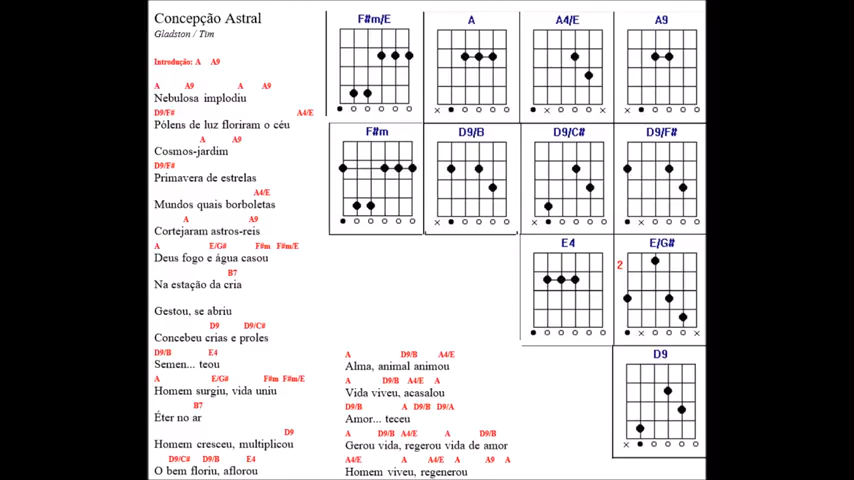 Concepção Astral
Gladston / Tim
Introdução: A A9
A A9 A A9
Nebulosa implodiu
D9/F# A4/E
Pólens de luz floriram o céu
A A9
Cosmos-jardim
D9/F#
Primavera de estrelas
A4/E
Mundos quais borboletas
A A9
Cortejaram astros-reis
A E/G# F#m F#m/E
Deus fogo e água casou
B7
Na estação da cria
Gestou, se abriu
D9 D9/C#
Concebeu crias e proles
D9/B E4
Semen... teou
A E/G# F#m F#m/E
Homem surgiu, vida uniu
B7
Éter no ar
D9
Homem cresceu, multiplicou
D9/C# D9/B E4
O bem floriu, aflorou
A D9/B A4/E
Alma, animal animou
A D9/B A4/E A
Vida viveu, acasalou
D9/B A D9/B D9/A
Amor... teceu
A D9/B A4/E A D9/B
Gerou vida, regerou vida de amor
A4/E A A4/E A A9 A
Homem viveu, regenerou
F#m/E A A4/E A9
F#m D9/B D9/C# D9/F#
E4 E/G#
2
D9